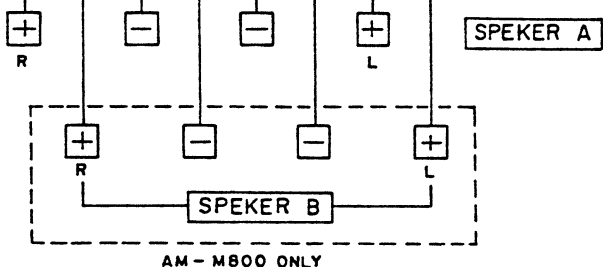 + − − + SPEKER A
R L
+ − − +
R L
SPEKER B
AM-M800 ONLY